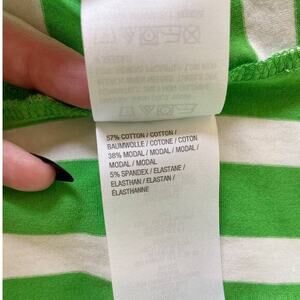 57% COTTON / COTTON /
BAUMWOLLE / COTONE / COTON
38% MODAL / MODAL / MODAL /
MODAL / MODAL
5% SPANDEX / ELASTANE /
ELASTHAN / ELASTAN /
ÉLASTHANNE